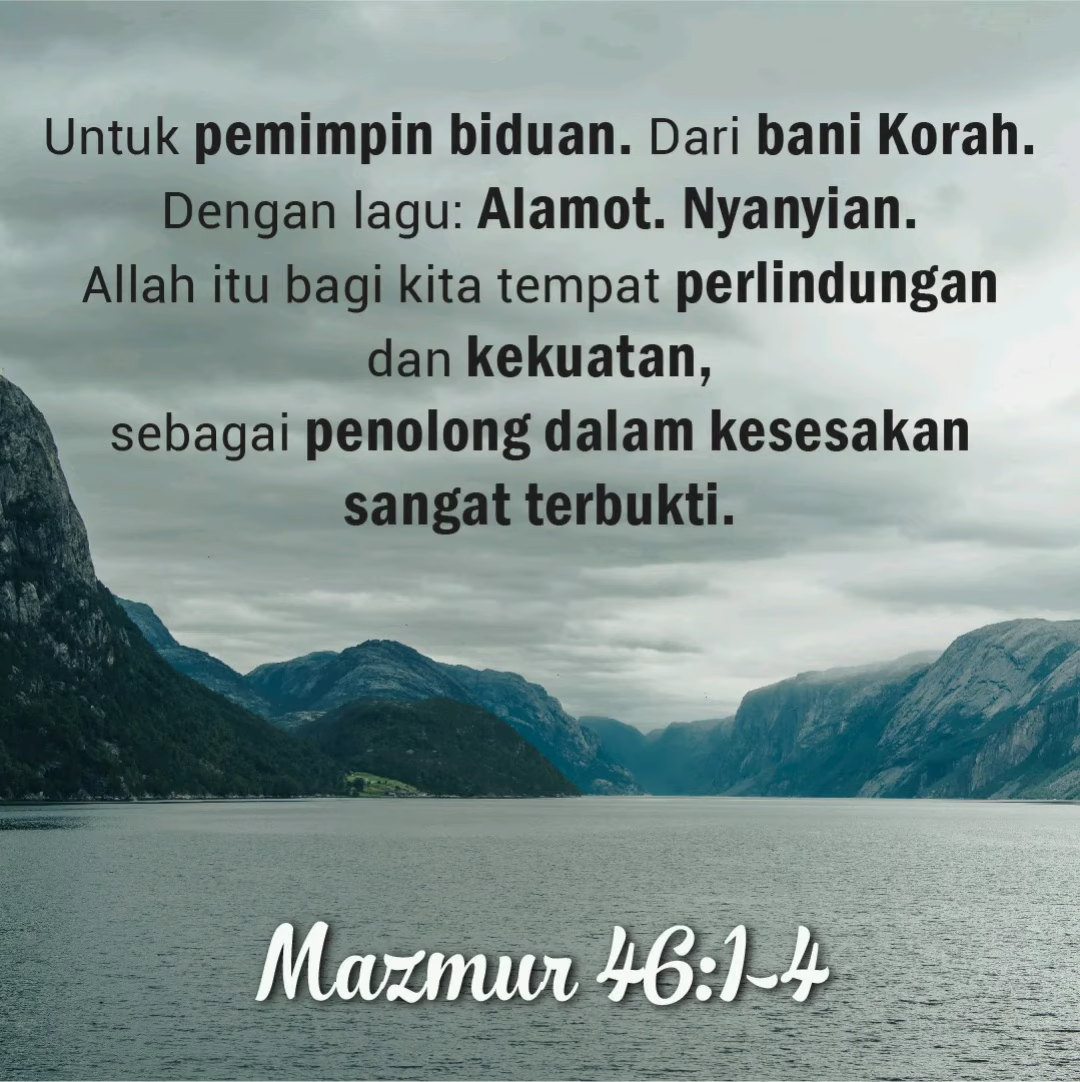 Untuk pemimpin biduan. Dari bani Korah.
Dengan lagu: Alamot. Nyanyian.
Allah itu bagi kita tempat perlindungan
dan kekuatan,
sebagai penolong dalam kesesakan
sangat terbukti.
Mazmur 46:1-4